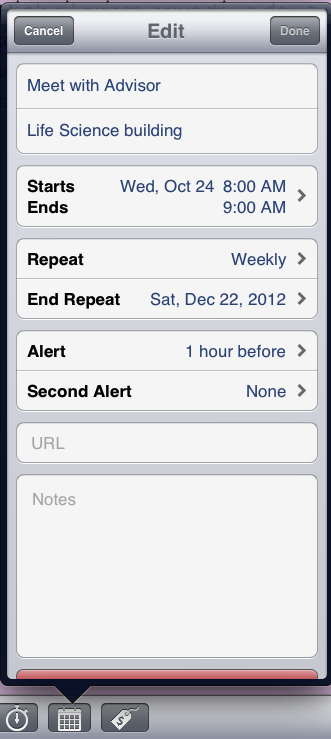 Cancel Edit Done
Meet with Advisor
Life Science building
Starts Wed, Oct 24 8:00 AM
Ends 9:00 AM
Repeat Weekly
End Repeat Sat, Dec 22, 2012
Alert 1 hour before
Second Alert None
URL
Notes
$